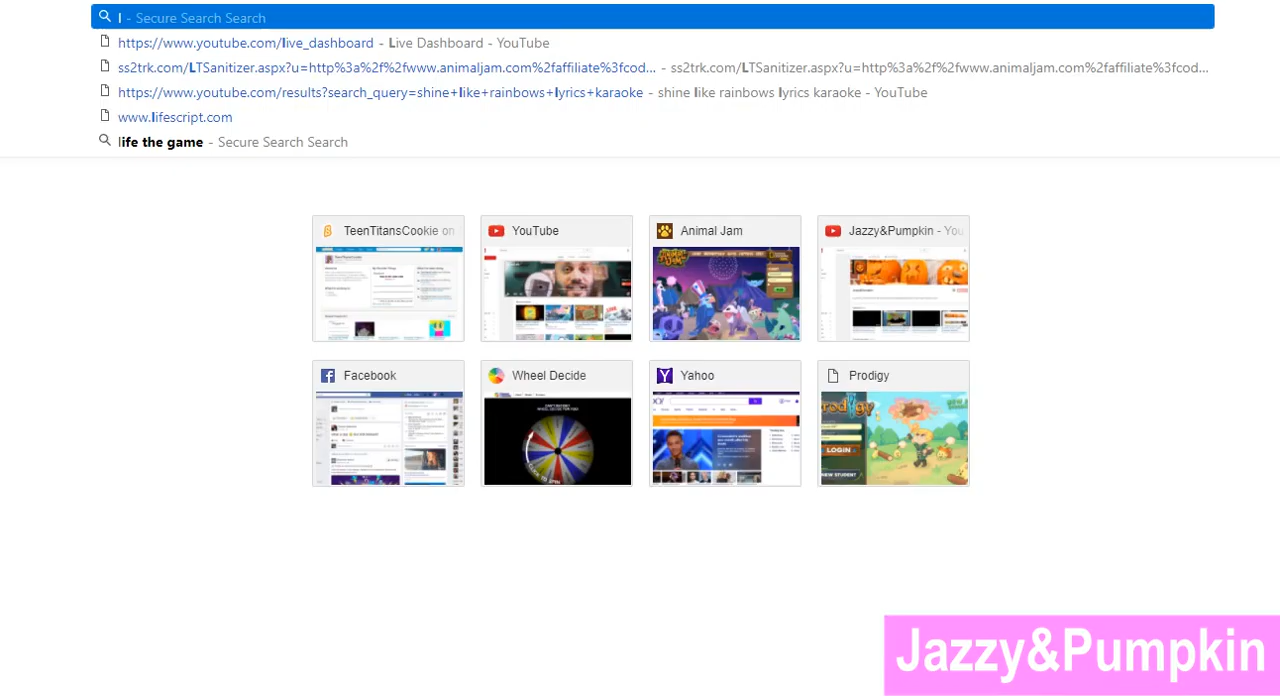 l - Secure Search Search
https://www.youtube.com/live_dashboard - Live Dashboard - YouTube
ss2trk.com/LTSanitizer.aspx?u=http%3a%2f%2fwww.animaljam.com%2faffiliate%3fcod... - ss2trk.com/LTSanitizer.aspx?u=http%3a%2f%2fwww.animaljam.com%2faffiliate%3fcod...
https://www.youtube.com/results?search_query=shine+like+rainbows+lyrics+karaoke - shine like rainbows lyrics karaoke - YouTube
www.lifescript.com
life the game - Secure Search Search
TeenTitansCookie on
YouTube
Animal Jam
Jazzy&Pumpkin - You
Facebook
Wheel Decide
Yahoo
Prodigy
LOGIN
NEW STUDENT
Jazzy&Pumpkin